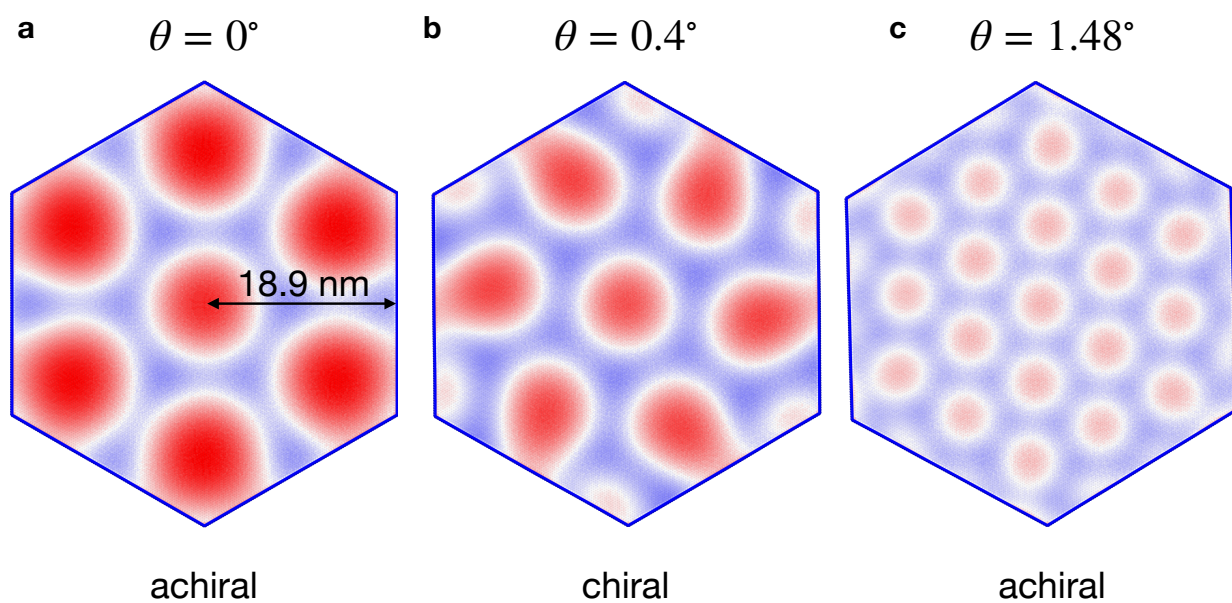 a
θ = 0°
b
θ = 0.4°
c
θ = 1.48°
18.9 nm
achiral
chiral
achiral